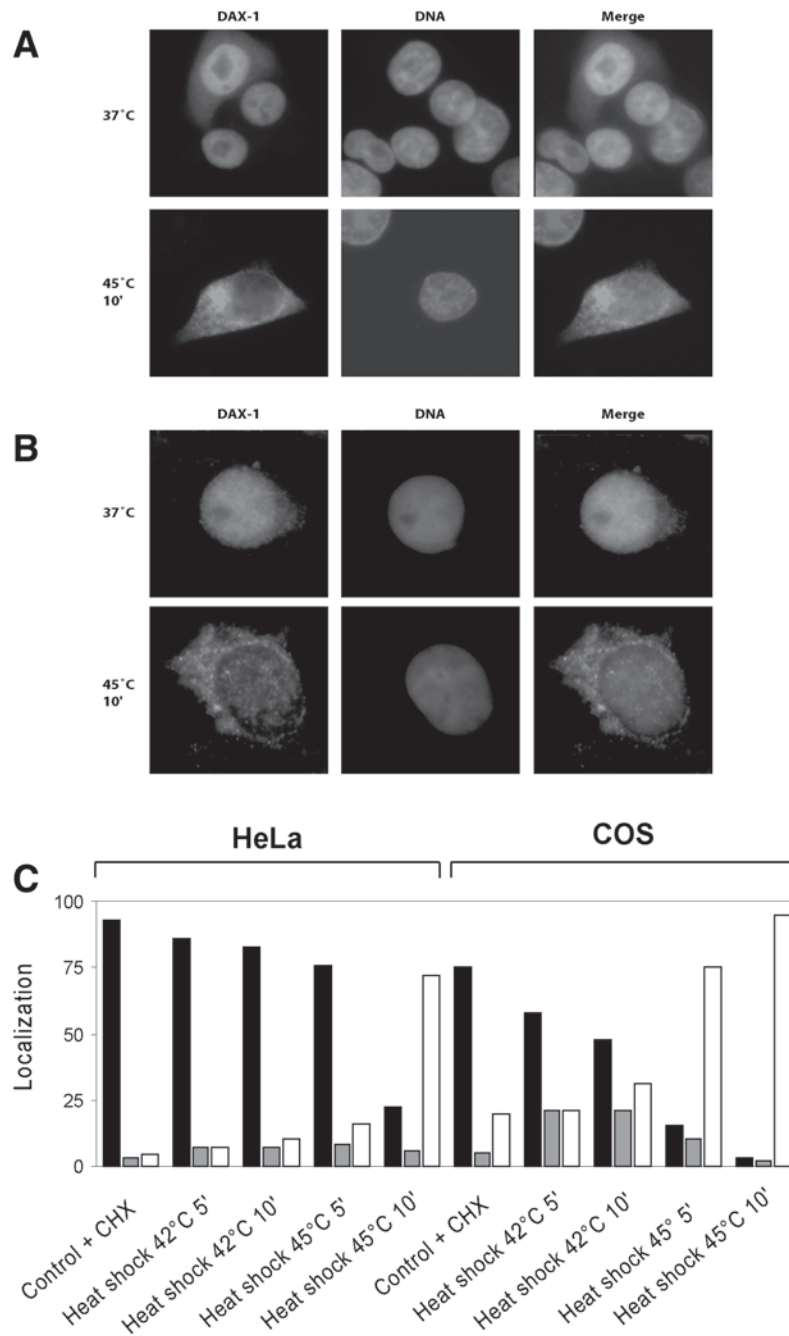 DAX-1 DNA Merge
A
37°C
45°C
10'
DAX-1 DNA Merge
B
37°C
45°C
10'
HeLa COS
C
100
75
50
25
0
Localization
Control + CHX
Heat shock 42°C 5'
Heat shock 42°C 10'
Heat shock 45°C 5'
Heat shock 45°C 10'
Control + CHX
Heat shock 42°C 5'
Heat shock 42°C 10'
Heat shock 45° 5'
Heat shock 45°C 10'